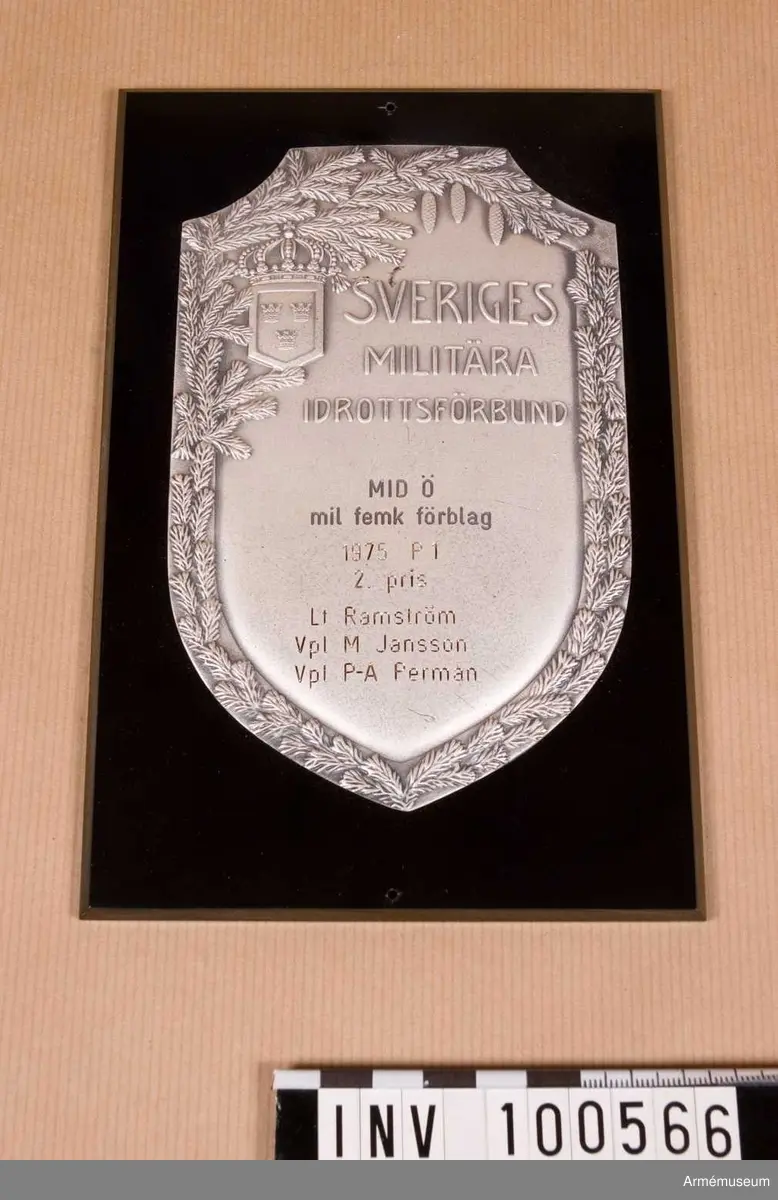 SVERIGES
MILITÄRA
IDROTTSFÖRBUND
MID Ö
mil femk förblag
1975 P 1
2. pris
Lt Ramström
Vpl M Jansson
Vpl P-A Perman
INV 100566
Armémuseum